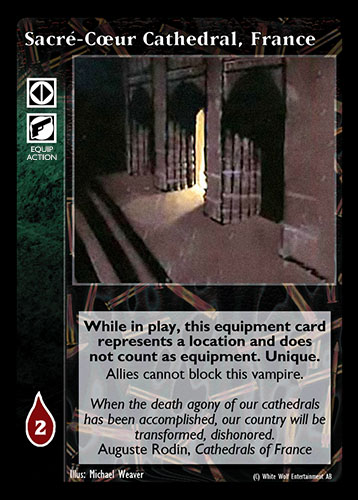 Sacré-Cœur Cathedral, France
EQUIP
ACTION
While in play, this equipment card
represents a location and does
not count as equipment. Unique.
Allies cannot block this vampire.
When the death agony of our cathedrals
has been accomplished, our country will be
transformed, dishonored.
Auguste Rodin, Cathedrals of France
2
Illus: Michael Weaver
(C) White Wolf Entertainment AB